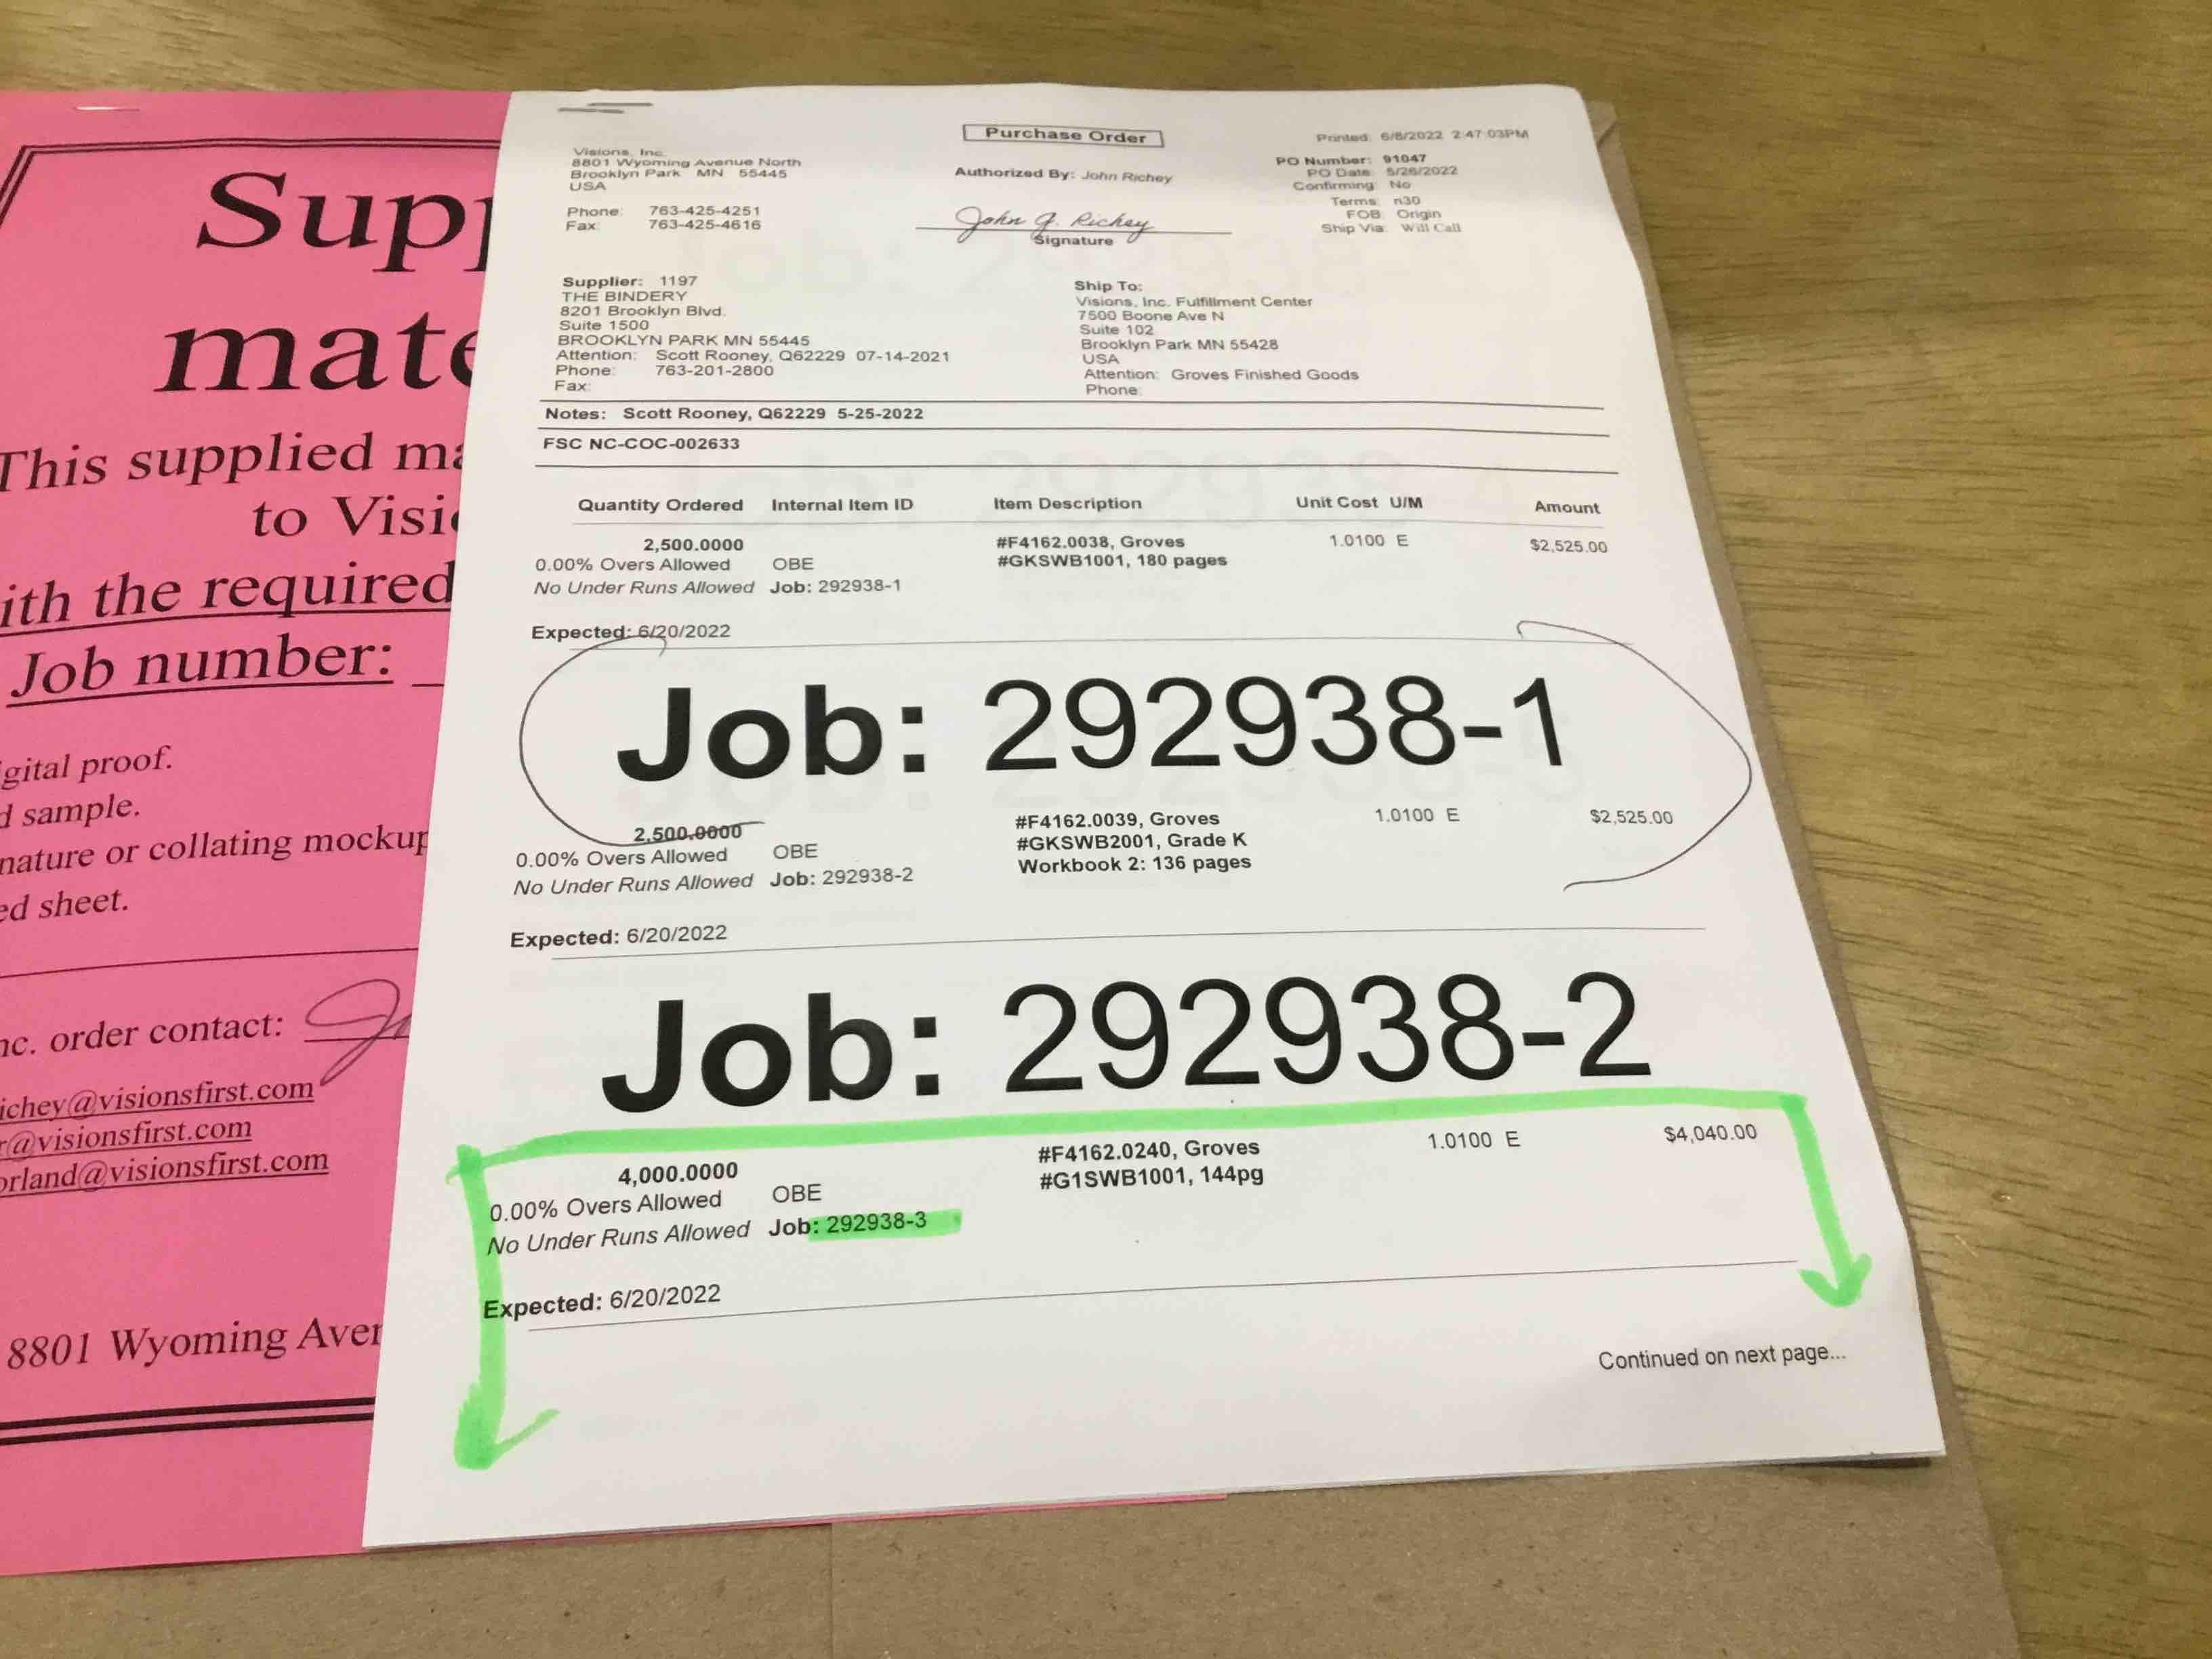 Supp
mate
This supplied ma
to Visi
ith the required
Job number:
igital proof.
d sample.
nature or collating mockup
ed sheet.
nc. order contact:
ichey@visionsfirst.com
r@visionsfirst.com
orland@visionsfirst.com
8801 Wyoming Aven
Purchase Order
Printed: 6/8/2022 2:47:03PM
Visions, Inc.
8801 Wyoming Avenue North
Brooklyn Park MN 55445
USA
Phone: 763-425-4251
Fax: 763-425-4616
Authorized By: John Richey
John G. Richey
Signature
PO Number: 91047
PO Date: 5/26/2022
Confirming: No
Terms: n30
FOB: Origin
Ship Via: Will Call
Supplier: 1197
THE BINDERY
8201 Brooklyn Blvd.
Suite 1500
BROOKLYN PARK MN 55445
Attention: Scott Rooney, Q62229 07-14-2021
Phone: 763-201-2800
Fax:
Ship To:
Visions, Inc. Fulfillment Center
7500 Boone Ave N
Suite 102
Brooklyn Park MN 55428
USA
Attention: Groves Finished Goods
Phone:
Notes: Scott Rooney, Q62229 5-25-2022
FSC NC-COC-002633
Quantity Ordered Internal Item ID Item Description Unit Cost U/M Amount
2,500.0000 #F4162.0038, Groves 1.0100 E $2,525.00
0.00% Overs Allowed OBE #GKSWB1001, 180 pages
No Under Runs Allowed Job: 292938-1
Expected: 6/20/2022
Job: 292938-1
2,500.0000 #F4162.0039, Groves 1.0100 E $2,525.00
0.00% Overs Allowed OBE #GKSWB2001, Grade K
No Under Runs Allowed Job: 292938-2 Workbook 2: 136 pages
Expected: 6/20/2022
Job: 292938-2
4,000.0000 #F4162.0240, Groves 1.0100 E $4,040.00
0.00% Overs Allowed OBE #G1SWB1001, 144pg
No Under Runs Allowed Job: 292938-3
Expected: 6/20/2022
Continued on next page...